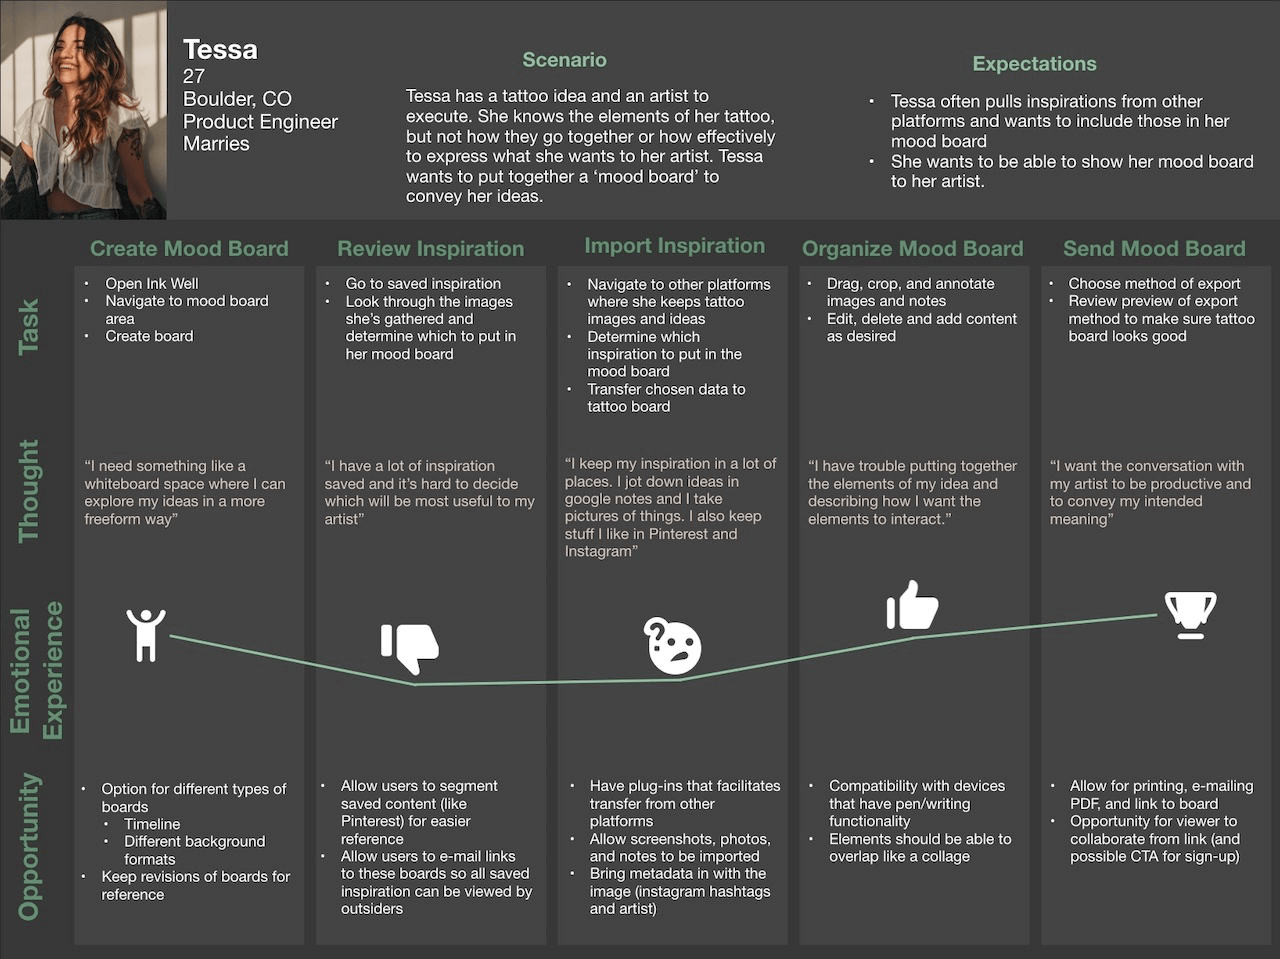 Tessa
27
Boulder, CO
Product Engineer
Marries
Scenario
Tessa has a tattoo idea and an artist to
execute. She knows the elements of her tattoo,
but not how they go together or how effectively
to express what she wants to her artist. Tessa
wants to put together a ‘mood board’ to
convey her ideas.
Expectations
• Tessa often pulls inspirations from other
platforms and wants to include those in her
mood board
• She wants to be able to show her mood board
to her artist.
Create Mood Board
Review Inspiration
Import Inspiration
Organize Mood Board
Send Mood Board
Task
• Open Ink Well
• Navigate to mood board
area
• Create board
• Go to saved inspiration
• Look through the images
she’s gathered and
determine which to put in
her mood board
• Navigate to other platforms
where she keeps tattoo
images and ideas
• Determine which
inspiration to put in the
mood board
• Transfer chosen data to
tattoo board
• Drag, crop, and annotate
images and notes
• Edit, delete and add content
as desired
• Choose method of export
• Review preview of export
method to make sure tattoo
board looks good
Thought
“I need something like a
whiteboard space where I can
explore my ideas in a more
freeform way”
“I have a lot of inspiration
saved and it’s hard to decide
which will be most useful to my
artist”
“I keep my inspiration in a lot of
places. I jot down ideas in
google notes and I take
pictures of things. I also keep
stuff I like in Pinterest and
Instagram”
“I have trouble putting together
the elements of my idea and
describing how I want the
elements to interact.”
“I want the conversation with
my artist to be productive and
to convey my intended
meaning”
Emotional
Experience
?
Opportunity
• Option for different types of
boards
• Timeline
• Different background
formats
• Keep revisions of boards for
reference
• Allow users to segment
saved content (like
Pinterest) for easier
reference
• Allow users to e-mail links
to these boards so all saved
inspiration can be viewed by
outsiders
• Have plug-ins that facilitates
transfer from other
platforms
• Allow screenshots, photos,
and notes to be imported
• Bring metadata in with the
image (instagram hashtags
and artist)
• Compatibility with devices
that have pen/writing
functionality
• Elements should be able to
overlap like a collage
• Allow for printing, e-mailing
PDF, and link to board
• Opportunity for viewer to
collaborate from link (and
possible CTA for sign-up)